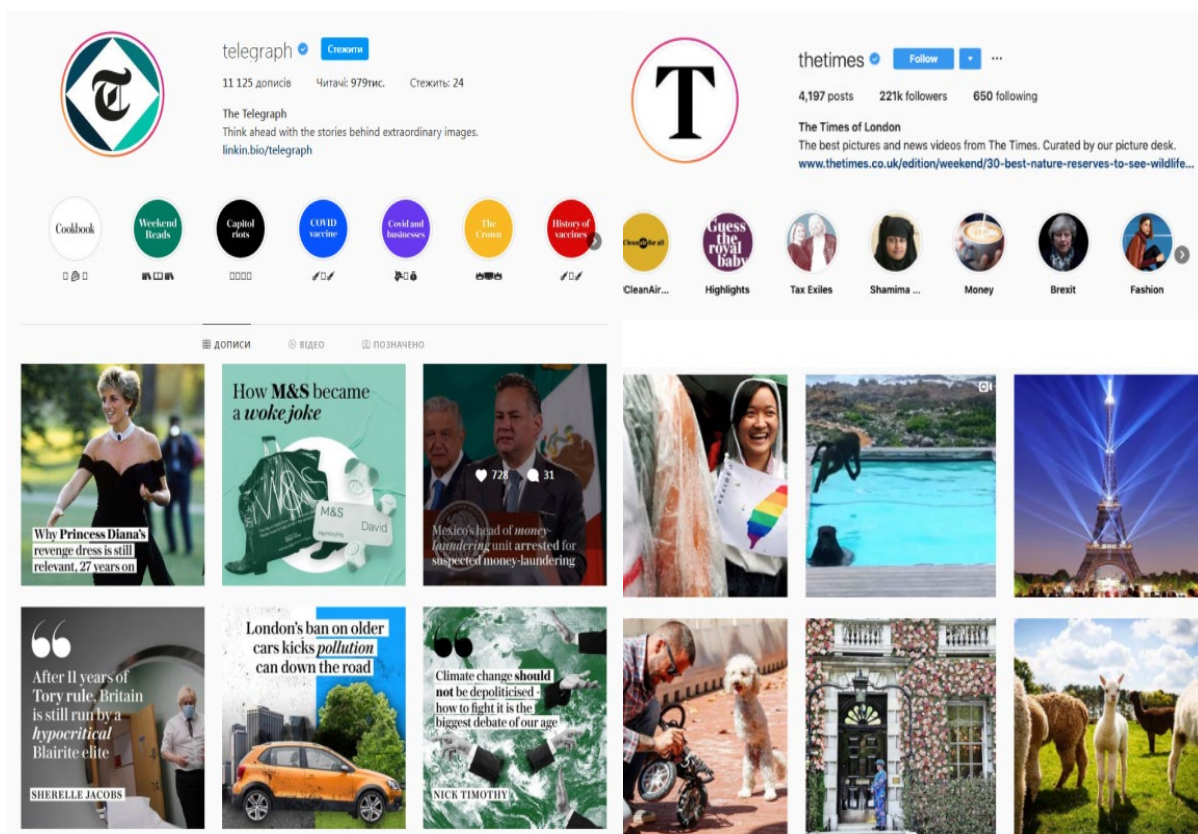 telegraph
Стежити
11 125 дописів Читачі: 979тис. Стежить: 24
The Telegraph
Think ahead with the stories behind extraordinary images.
linkin.bio/telegraph
Cookbook
Weekend
Reads
Capitol
riots
COVID
vaccine
Covid and
businesses
The
Crown
History of
vaccines
ДОПИСИ ВІДЕО ПОЗНАЧЕНО
Why Princess Diana's
revenge dress is still
relevant, 27 years on
How M&S became
a woke joke
M&S
M&S
David
728 31
Mexico's head of money-
laundering unit arrested for
suspected money-laundering
After 11 years of
Tory rule, Britain
is still run by a
hypocritical
Blairite elite
SHERELLE JACOBS
London's ban on older
cars kicks pollution
can down the road
Climate change should
not be depoliticised -
how to fight it is the
biggest debate of our age
NICK TIMOTHY
T
thetimes
Follow
4,197 posts 221k followers 650 following
The Times of London
The best pictures and news videos from The Times. Curated by our picture desk.
www.thetimes.co.uk/edition/weekend/30-best-nature-reserves-to-see-wildlife...
Guess
the
royal
baby
CleanAir...
Highlights
Tax Exiles
Shamima ...
Money
Brexit
Fashion